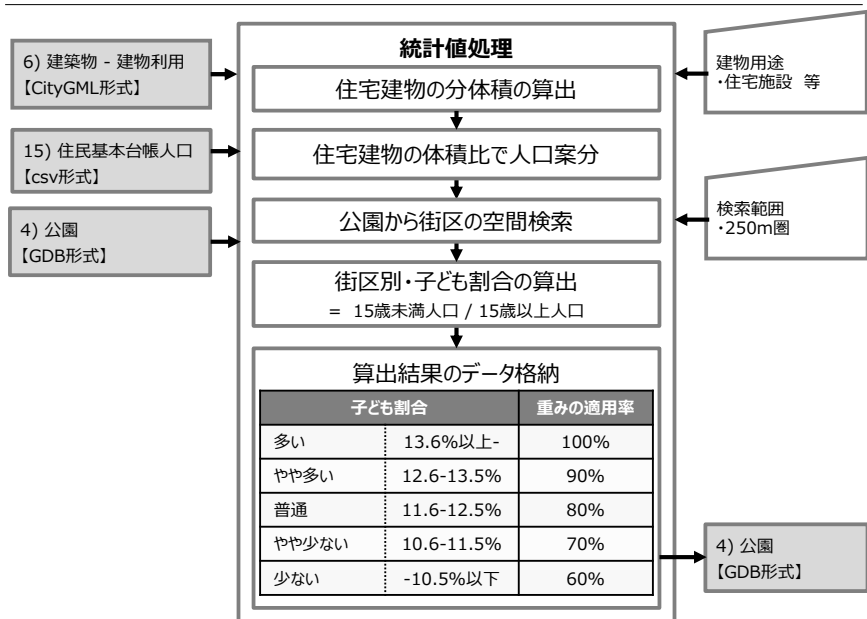 統計値処理
6) 建築物 - 建物利用
【CityGML形式】
住宅建物の分体積の算出
建物用途
・住宅施設 等
15) 住民基本台帳人口
【csv形式】
住宅建物の体積比で人口案分
4) 公園
【GDB形式】
公園から街区の空間検索
検索範囲
・250m圏
街区別・子ども割合の算出
= 15歳未満人口 / 15歳以上人口
算出結果のデータ格納
子ども割合 重みの適用率
多い 13.6%以上- 100%
やや多い 12.6-13.5% 90%
普通 11.6-12.5% 80%
やや少ない 10.6-11.5% 70%
少ない -10.5%以下 60%
4) 公園
【GDB形式】